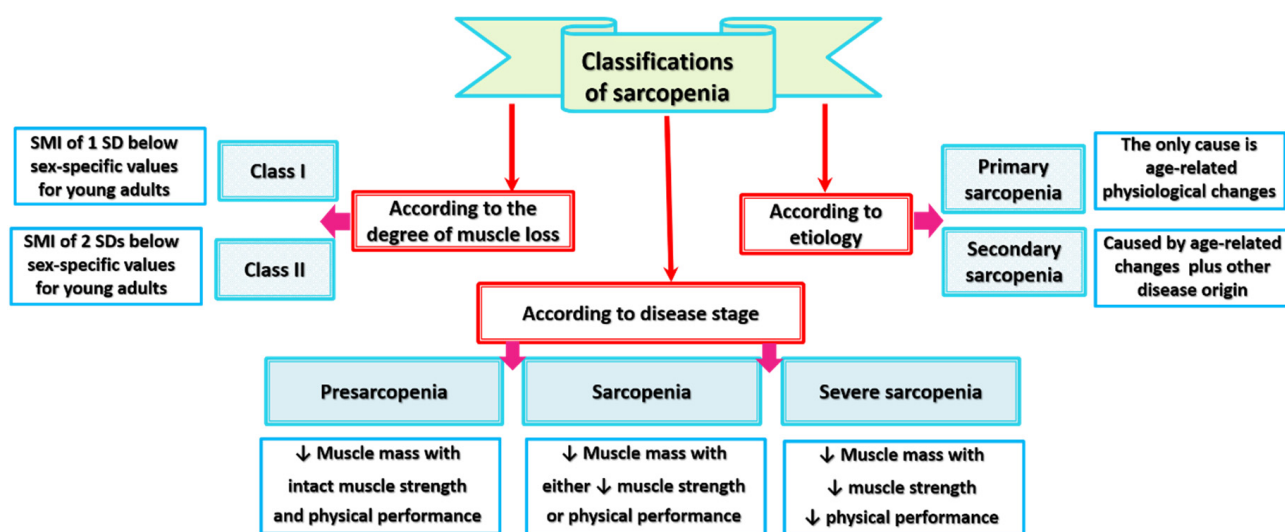 Classifications
of sarcopenia
SMI of 1 SD below
sex-specific values
for young adults
Class I
SMI of 2 SDs below
sex-specific values
for young adults
Class II
According to the
degree of muscle loss
According to
etiology
Primary
sarcopenia
The only cause is
age-related
physiological changes
Secondary
sarcopenia
Caused by age-related
changes plus other
disease origin
According to disease stage
Presarcopenia
Sarcopenia
Severe sarcopenia
↓ Muscle mass with
intact muscle strength
and physical performance
↓ Muscle mass with
either ↓ muscle strength
or physical performance
↓ Muscle mass with
↓ muscle strength
↓ physical performance